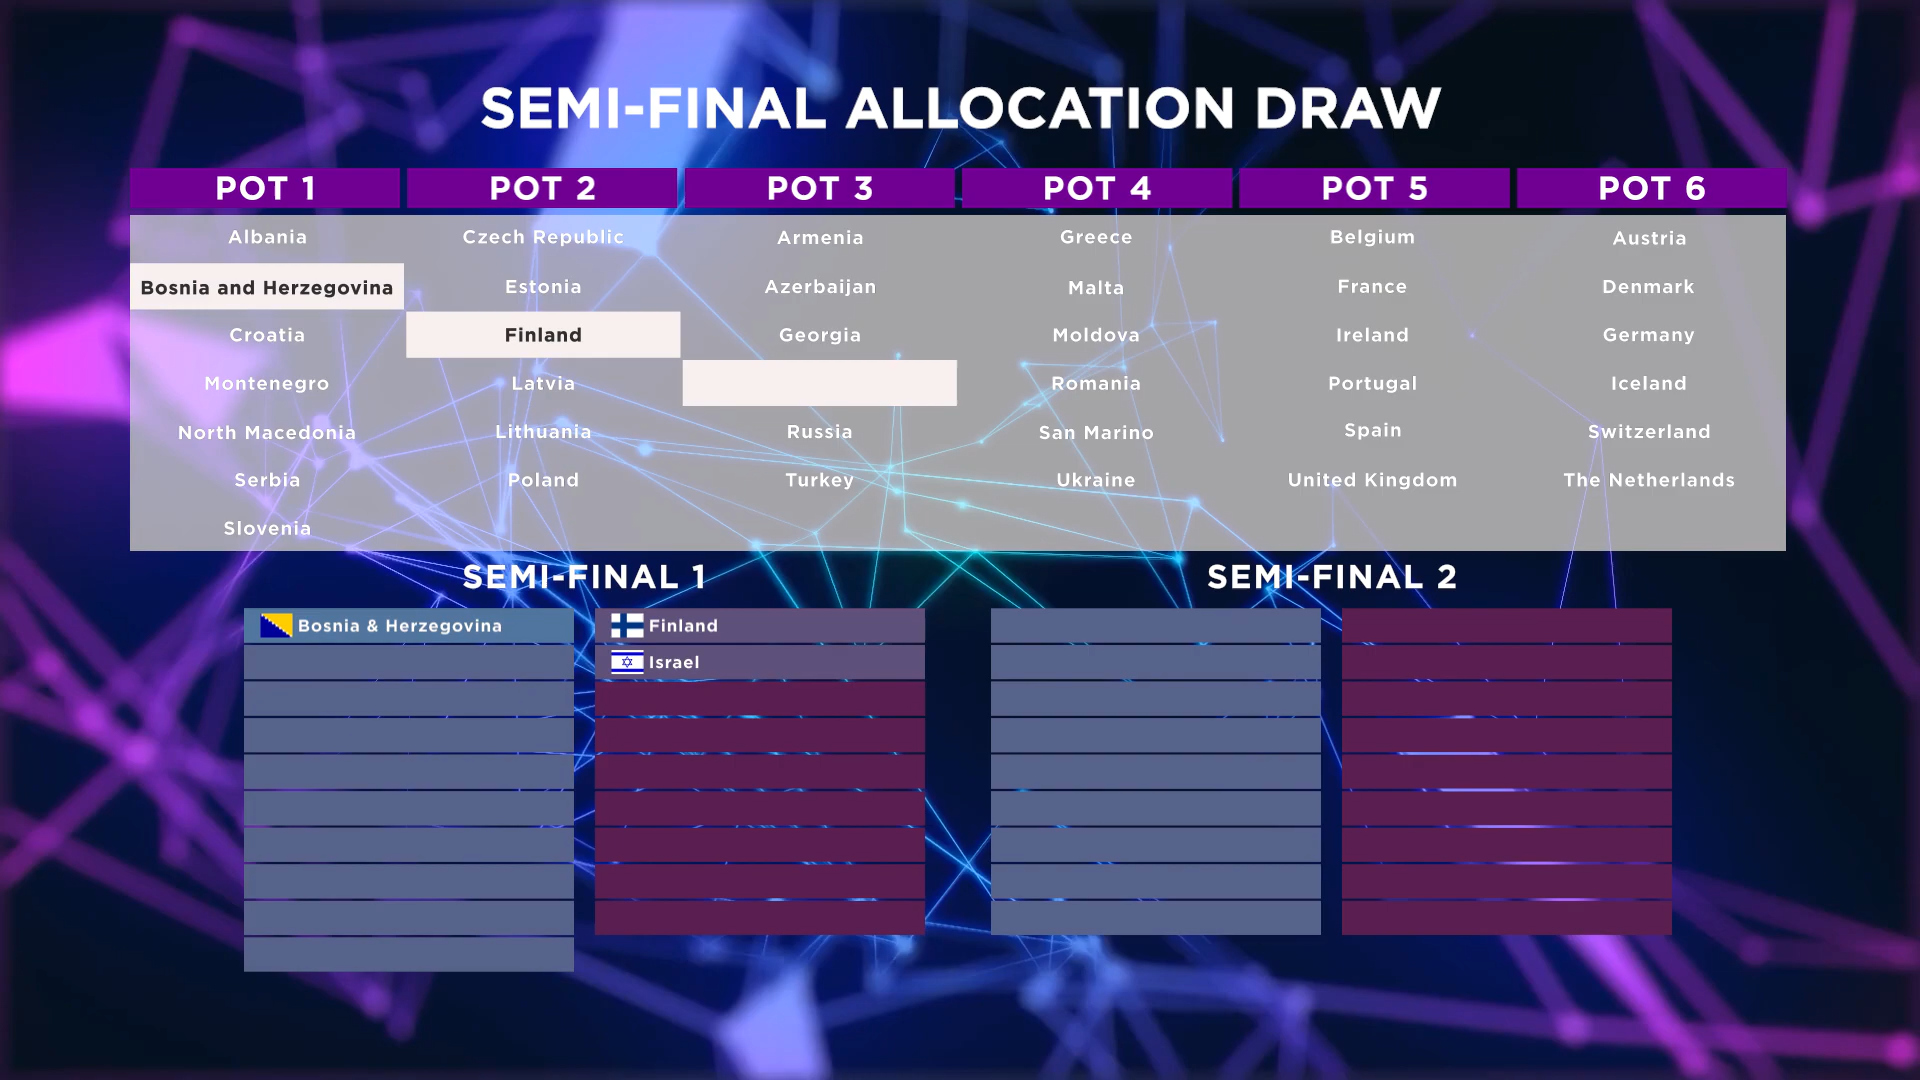 SEMI-FINAL ALLOCATION DRAW
POT 1 POT 2 POT 3 POT 4 POT 5 POT 6
Albania Czech Republic Armenia Greece Belgium Austria
Bosnia and Herzegovina Estonia Azerbaijan Malta France Denmark
Croatia Finland Georgia Moldova Ireland Germany
Montenegro Latvia Romania Portugal Iceland
North Macedonia Lithuania Russia San Marino Spain Switzerland
Serbia Poland Turkey Ukraine United Kingdom The Netherlands
Slovenia
SEMI-FINAL 1 SEMI-FINAL 2
Bosnia & Herzegovina Finland
Israel